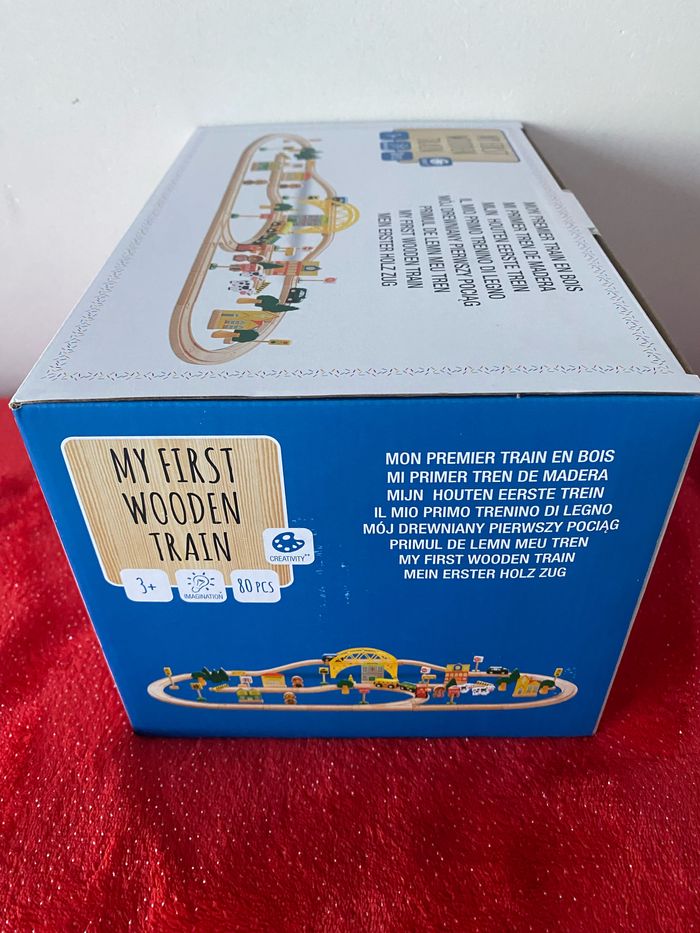 MY FIRST
WOODEN
TRAIN
MON PREMIER TRAIN EN BOIS
MI PRIMER TREN DE MADERA
MIJN HOUTEN EERSTE TREIN
IL MIO PRIMO TRENINO DI LEGNO
MÓJ DREWNIANY PIERWSZY POCIĄG
PRIMUL DE LEMN MEU TREN
MY FIRST WOODEN TRAIN
MEIN ERSTER HOLZ ZUG
MY FIRST
WOODEN
TRAIN
CREATIVITY**
3+
IMAGINATION*
80 PCS
MON PREMIER TRAIN EN BOIS
MI PRIMER TREN DE MADERA
MIJN HOUTEN EERSTE TREIN
IL MIO PRIMO TRENINO DI LEGNO
MÓJ DREWNIANY PIERWSZY POCIĄG
PRIMUL DE LEMN MEU TREN
MY FIRST WOODEN TRAIN
MEIN ERSTER HOLZ ZUG